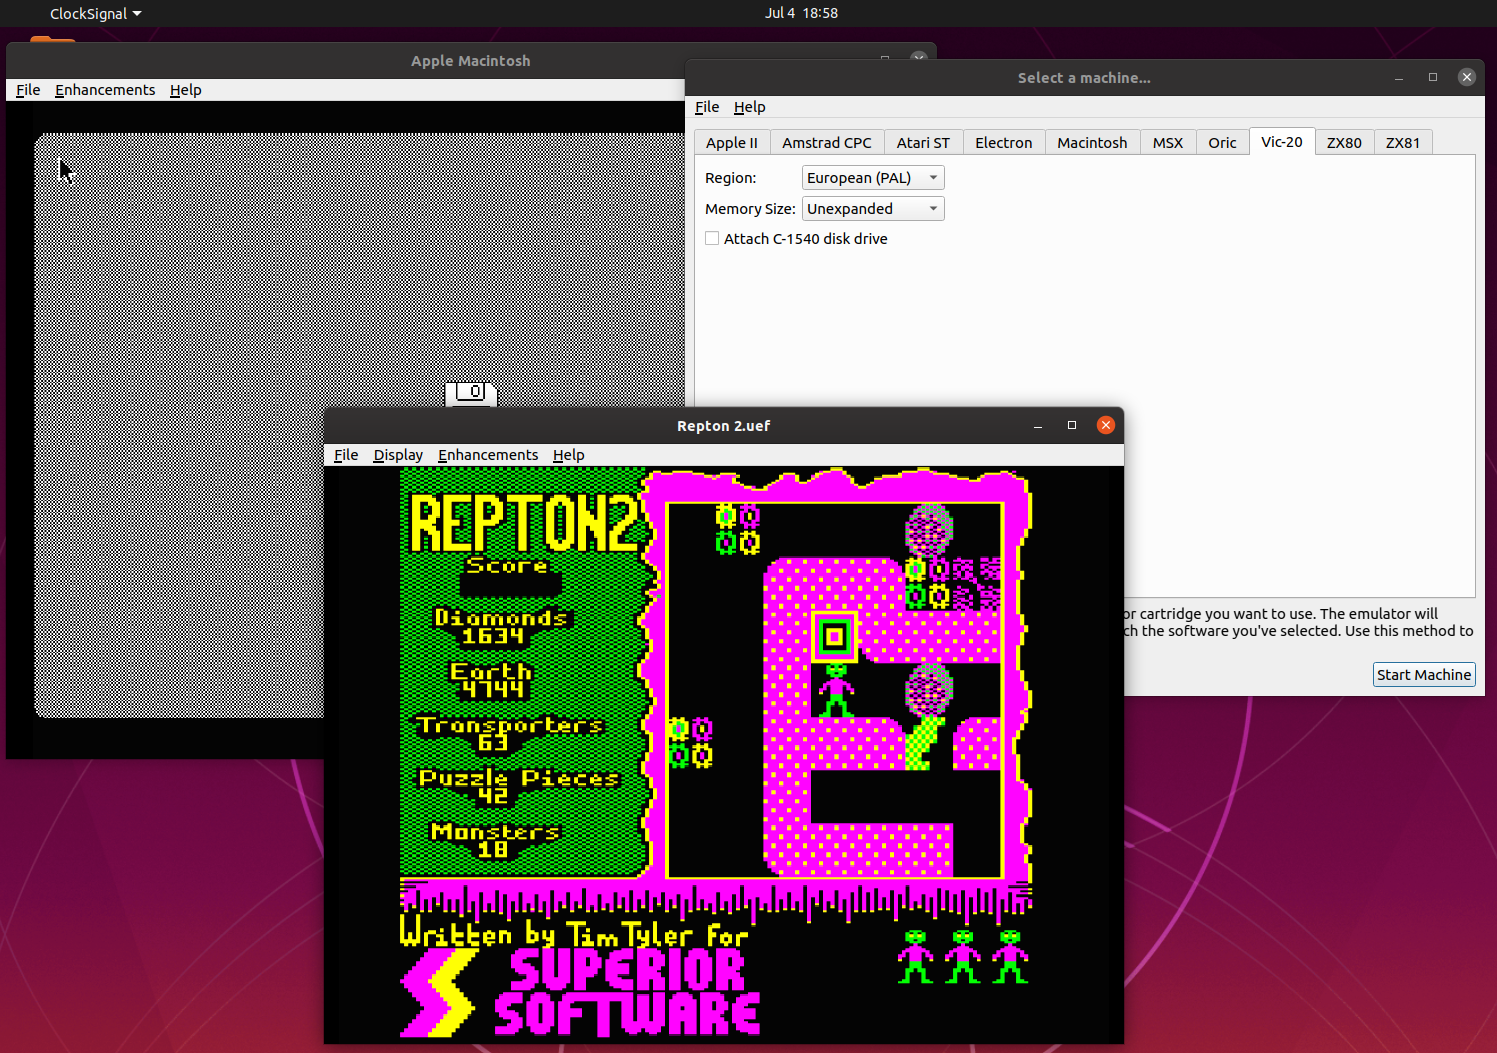 ClockSignal
Jul 4 18:58
Apple Macintosh
File Enhancements Help
0
Select a machine...
File Help
Apple II Amstrad CPC Atari ST Electron Macintosh MSX Oric Vic-20 ZX80 ZX81
Region: European (PAL)
Memory Size: Unexpanded
Attach C-1540 disk drive
or cartridge you want to use. The emulator will
ch the software you've selected. Use this method to
Start Machine
Repton 2.uef
File Display Enhancements Help
REPTON2
Score
Diamonds
1634
Earth
4744
Transporters
63
Puzzle Pieces
42
Monsters
18
Written by Tim Tyler For
SUPERIOR
SOFTWARE